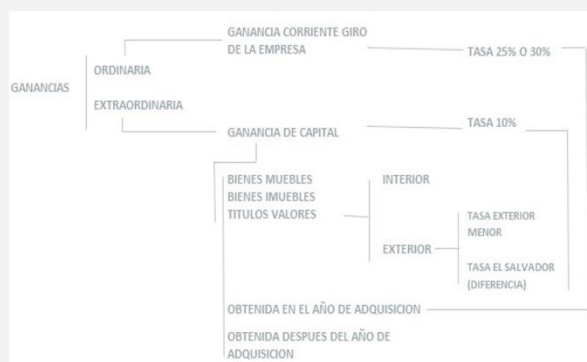 GANANCIA CORRIENTE GIRO
DE LA EMPRESA
TASA 25% O 30%
ORDINARIA
GANANCIAS
EXTRAORDINARIA
GANANCIA DE CAPITAL
TASA 10%
BIENES MUEBLES
BIENES IMUEBLES
TITULOS VALORES
INTERIOR
EXTERIOR
TASA EXTERIOR
MENOR
TASA EL SALVADOR
(DIFERENCIA)
OBTENIDA EN EL AÑO DE ADQUISICION
OBTENIDA DESPUES DEL AÑO DE
ADQUISICION